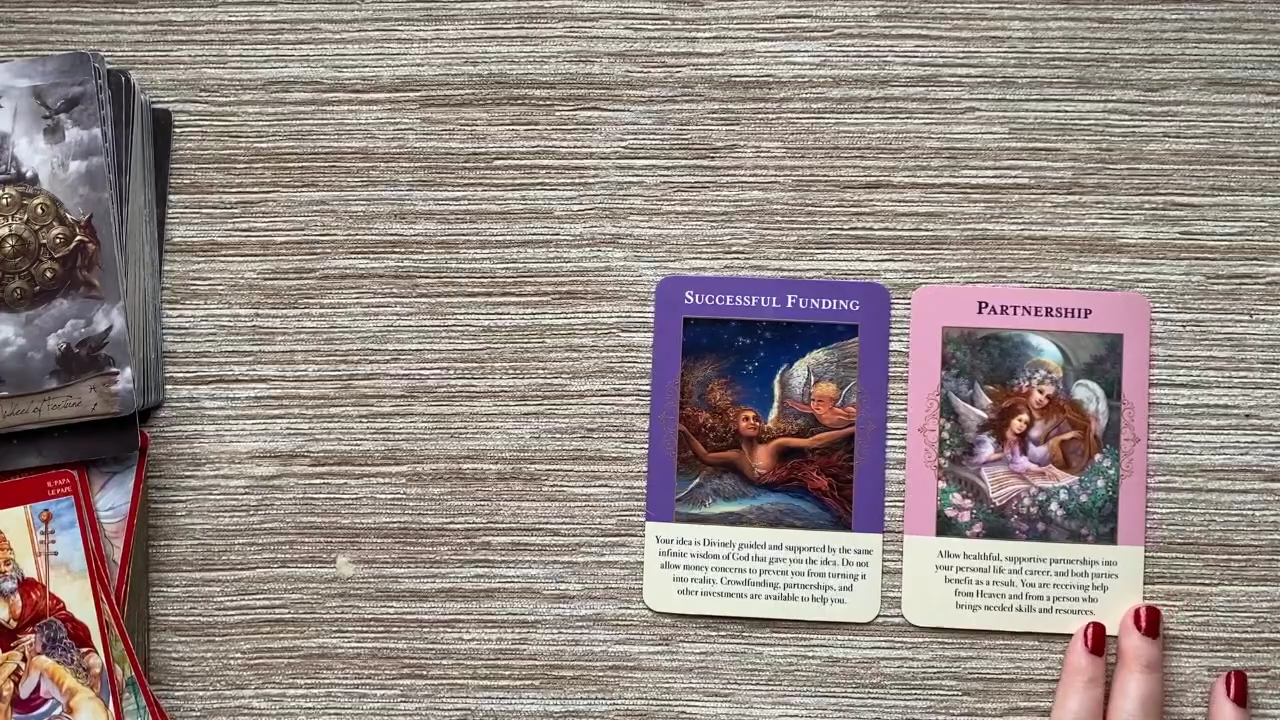 Wheel of Fortune
IL PAPA
LE PAPE
SUCCESSFUL FUNDING
Your idea is Divinely guided and supported by the same
infinite wisdom of God that gave you the idea. Do not
allow money concerns to prevent you from turning it
into reality. Crowdfunding, partnerships, and
other investments are available to help you.
PARTNERSHIP
Allow healthful, supportive partnerships into
your personal life and career, and both parties
benefit as a result. You are receiving help
from Heaven and from a person who
brings needed skills and resources.